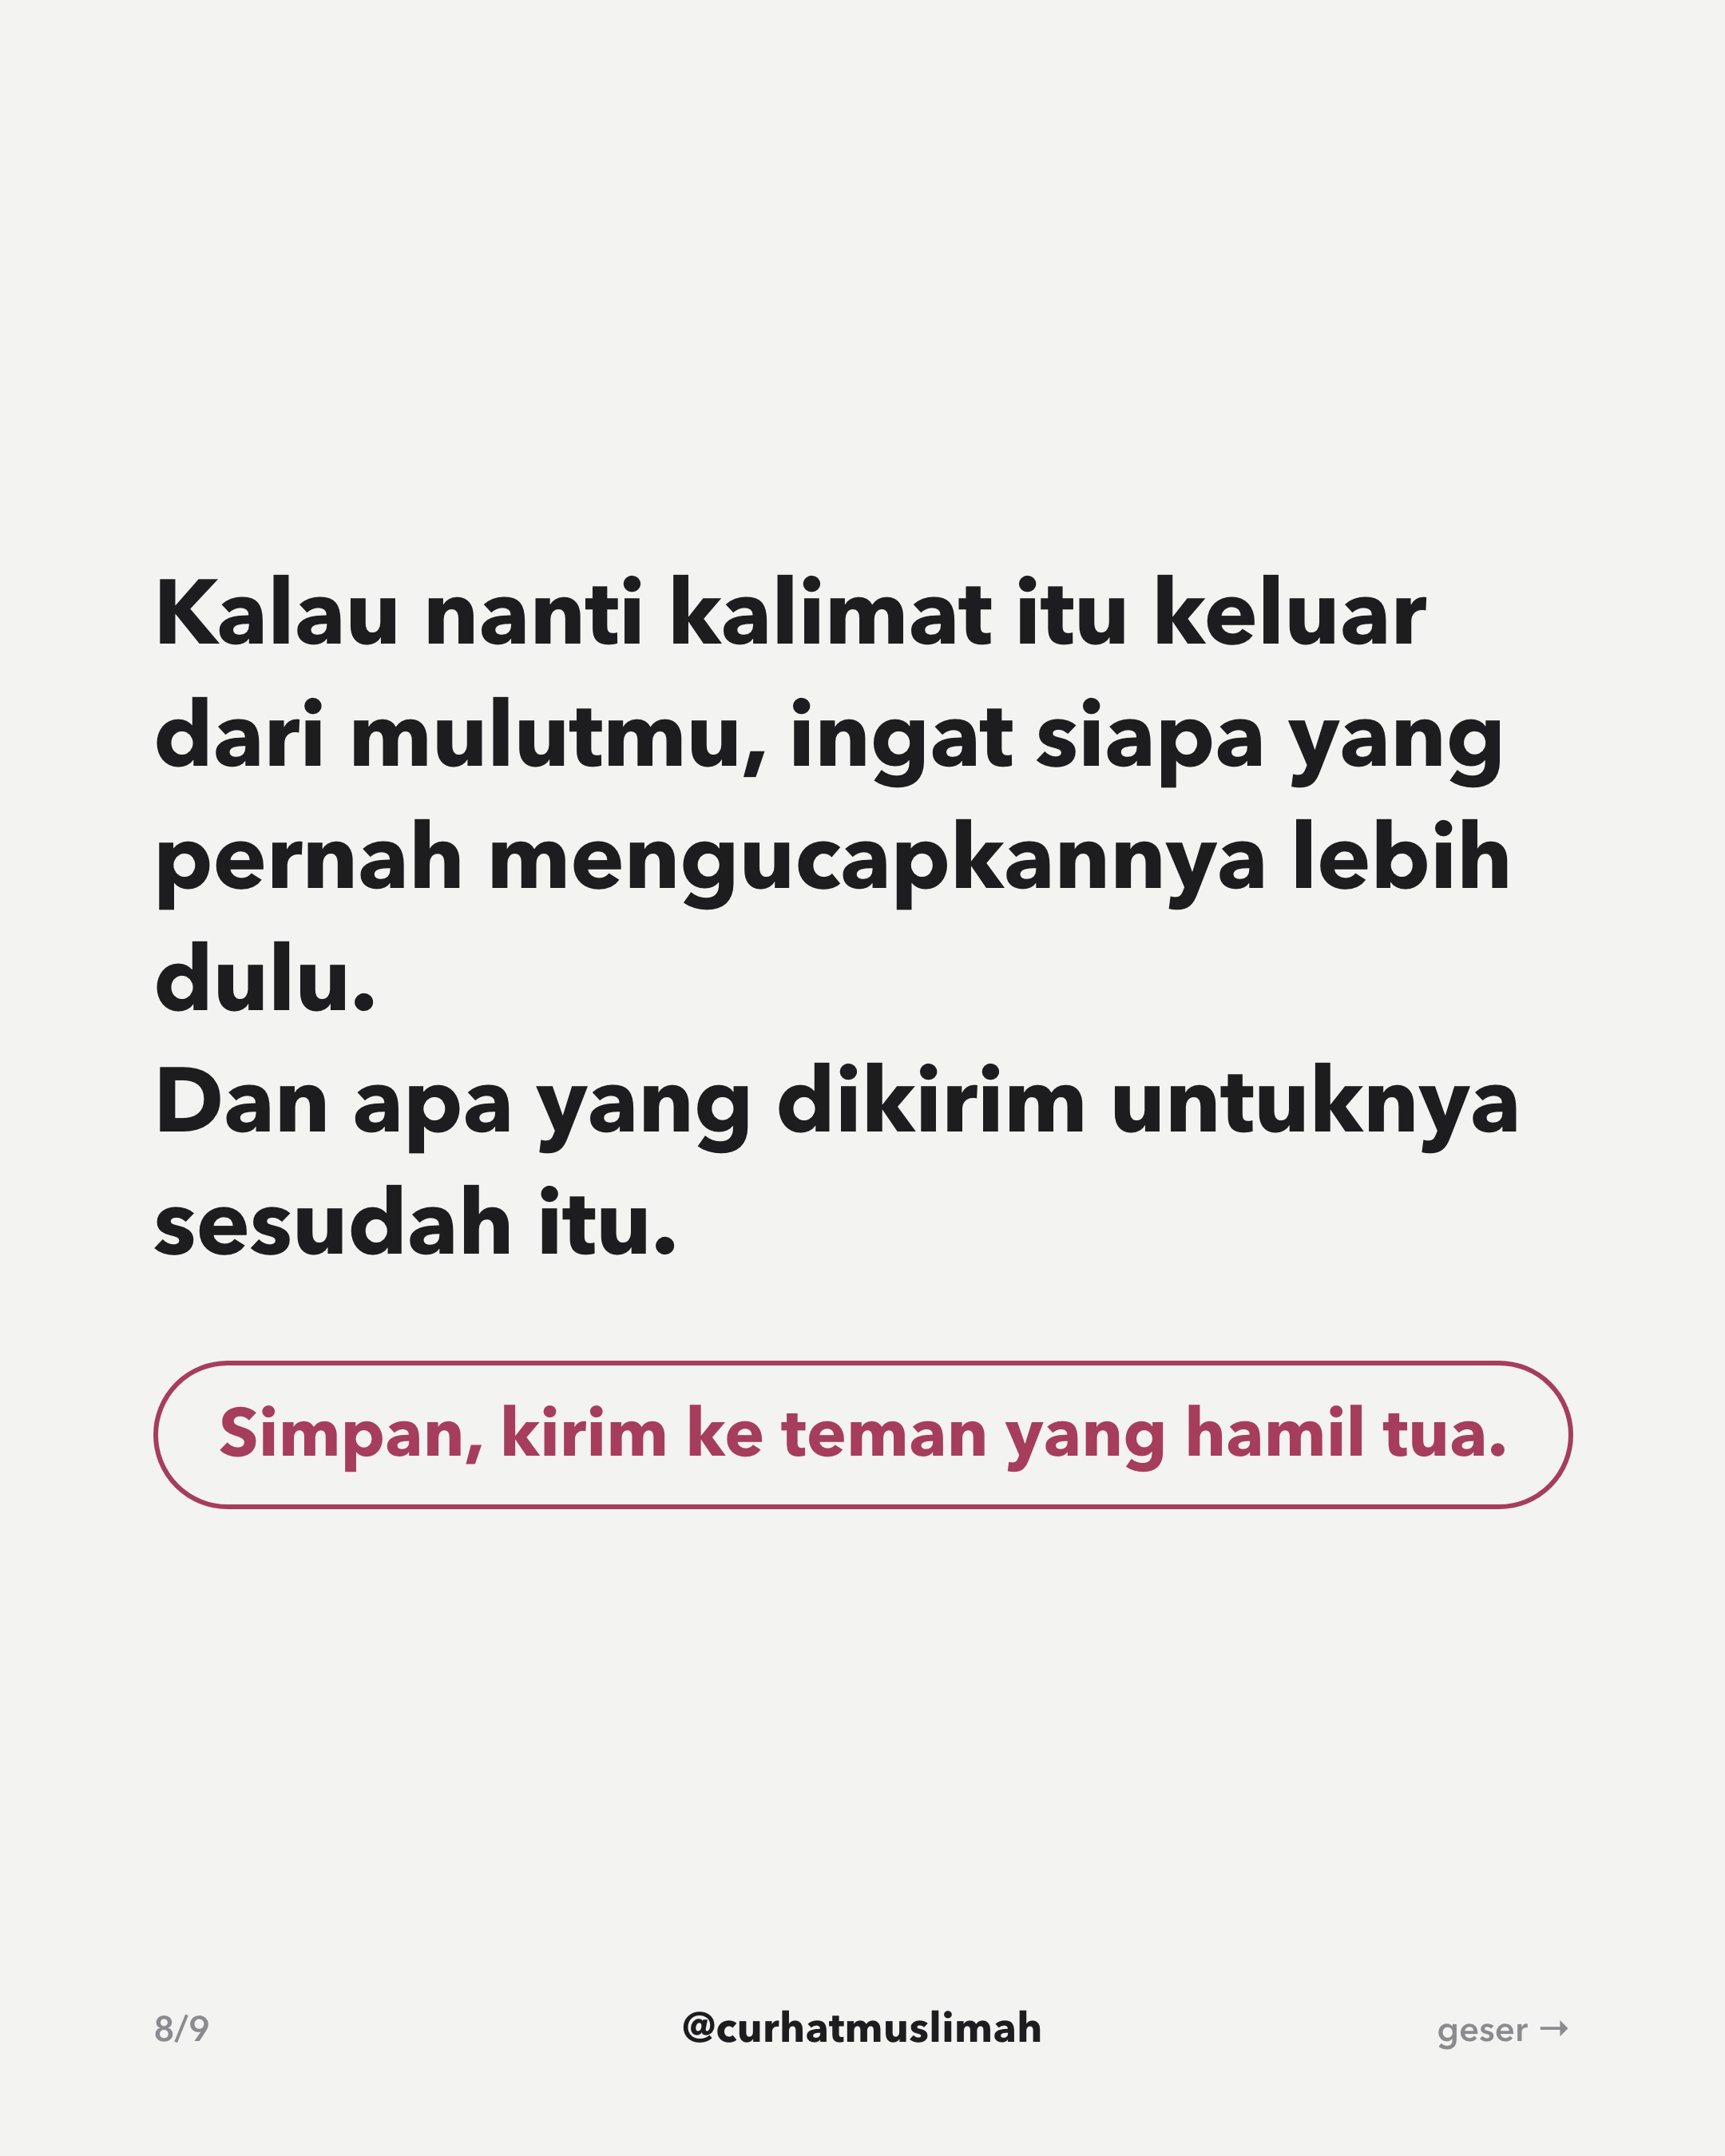 Kalau nanti kalimat itu keluar
dari mulutmu, ingat siapa yang
pernah mengucapkannya lebih
dulu.
Dan apa yang dikirim untuknya
sesudah itu.
Sinpan, kirim ke teman yang hamil tua.
8/9
@curhatmuslimah
geser →